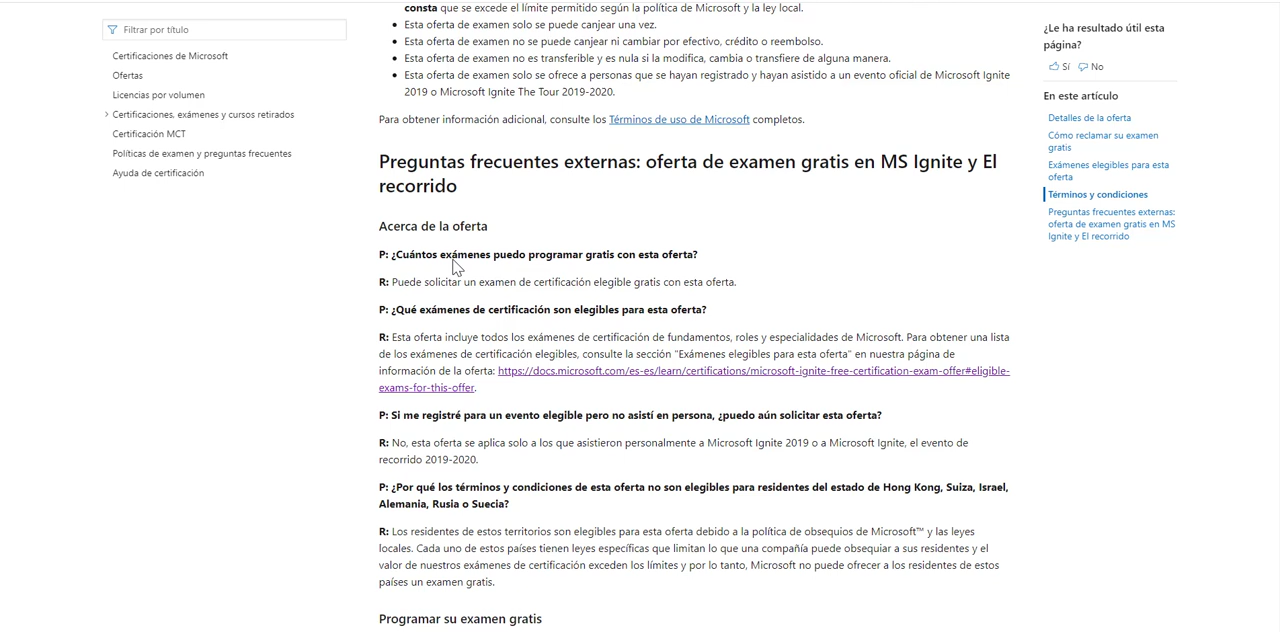 Filtrar por título
Certificaciones de Microsoft
Ofertas
Licencias por volumen
Certificaciones, exámenes y cursos retirados
Certificación MCT
Políticas de examen y preguntas frecuentes
Ayuda de certificación
consta que se excede el límite permitido según la política de Microsoft y la ley local.
• Esta oferta de examen solo se puede canjear una vez.
• Esta oferta de examen no se puede canjear ni cambiar por efectivo, crédito o reembolso.
• Esta oferta de examen no es transferible y es nula si la modifica, cambia o transfiere de alguna manera.
• Esta oferta de examen solo se ofrece a personas que se hayan registrado y hayan asistido a un evento oficial de Microsoft Ignite
2019 o Microsoft Ignite The Tour 2019-2020.
Para obtener información adicional, consulte los Términos de uso de Microsoft completos.
Preguntas frecuentes externas: oferta de examen gratis en MS Ignite y El
recorrido
Acerca de la oferta
P: ¿Cuántos exámenes puedo programar gratis con esta oferta?
R: Puede solicitar un examen de certificación elegible gratis con esta oferta.
P: ¿Qué exámenes de certificación son elegibles para esta oferta?
R: Esta oferta incluye todos los exámenes de certificación de fundamentos, roles y especialidades de Microsoft. Para obtener una lista
de los exámenes de certificación elegibles, consulte la sección "Exámenes elegibles para esta oferta" en nuestra página de
información de la oferta: https://docs.microsoft.com/es-es/learn/certifications/microsoft-ignite-free-certification-exam-offer#eligible-
exams-for-this-offer.
P: Si me registré para un evento elegible pero no asistí en persona, ¿puedo aún solicitar esta oferta?
R: No, esta oferta se aplica solo a los que asistieron personalmente a Microsoft Ignite 2019 o a Microsoft Ignite, el evento de
recorrido 2019-2020.
P: ¿Por qué los términos y condiciones de esta oferta no son elegibles para residentes del estado de Hong Kong, Suiza, Israel,
Alemania, Rusia o Suecia?
R: Los residentes de estos territorios son elegibles para esta oferta debido a la política de obsequios de Microsoft™ y las leyes
locales. Cada uno de estos países tienen leyes específicas que limitan lo que una compañía puede obsequiar a sus residentes y el
valor de nuestros exámenes de certificación exceden los límites y por lo tanto, Microsoft no puede ofrecer a los residentes de estos
países un examen gratis.
Programar su examen gratis
¿Le ha resultado útil esta
página?
Sí No
En este artículo
Detalles de la oferta
Cómo reclamar su examen
gratis
Exámenes elegibles para esta
oferta
Términos y condiciones
Preguntas frecuentes externas:
oferta de examen gratis en MS
Ignite y El recorrido